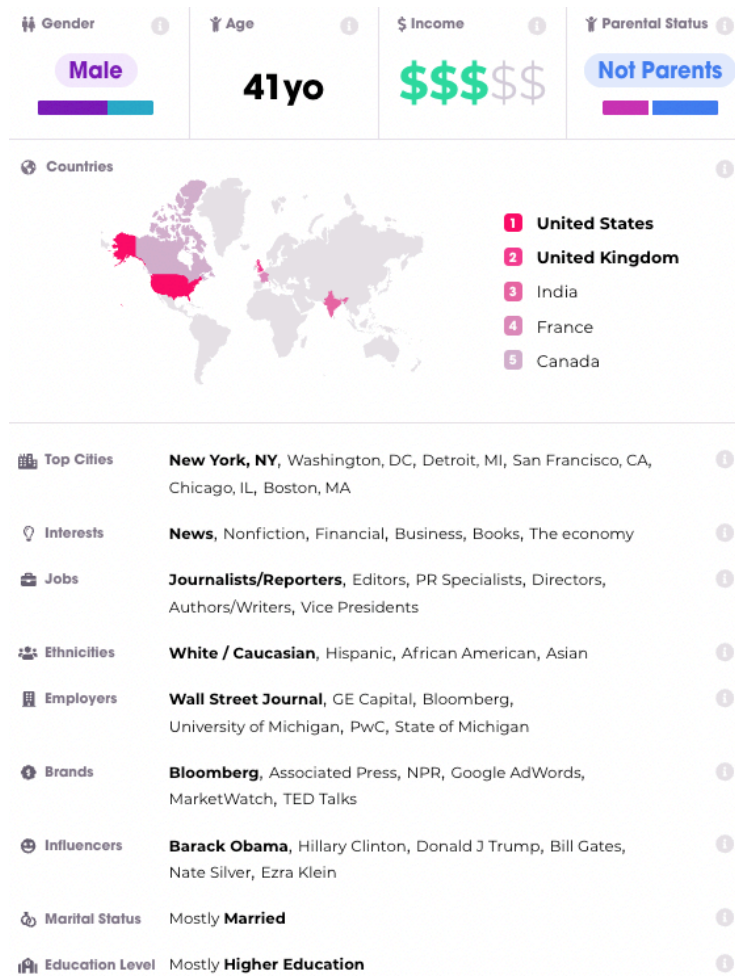 Gender
Age
$ Income
Parental Status
Male
41yo
$$$$$
Not Parents
Countries
1 United States
2 United Kingdom
3 India
4 France
5 Canada
Top Cities
New York, NY, Washington, DC, Detroit, MI, San Francisco, CA,
Chicago, IL, Boston, MA
Interests
News, Nonfiction, Financial, Business, Books, The economy
Jobs
Journalists/Reporters, Editors, PR Specialists, Directors,
Authors/Writers, Vice Presidents
Ethnicities
White / Caucasian, Hispanic, African American, Asian
Employers
Wall Street Journal, GE Capital, Bloomberg,
University of Michigan, PwC, State of Michigan
Brands
Bloomberg, Associated Press, NPR, Google AdWords,
MarketWatch, TED Talks
Influencers
Barack Obama, Hillary Clinton, Donald J Trump, Bill Gates,
Nate Silver, Ezra Klein
Marital Status
Mostly Married
Education Level
Mostly Higher Education